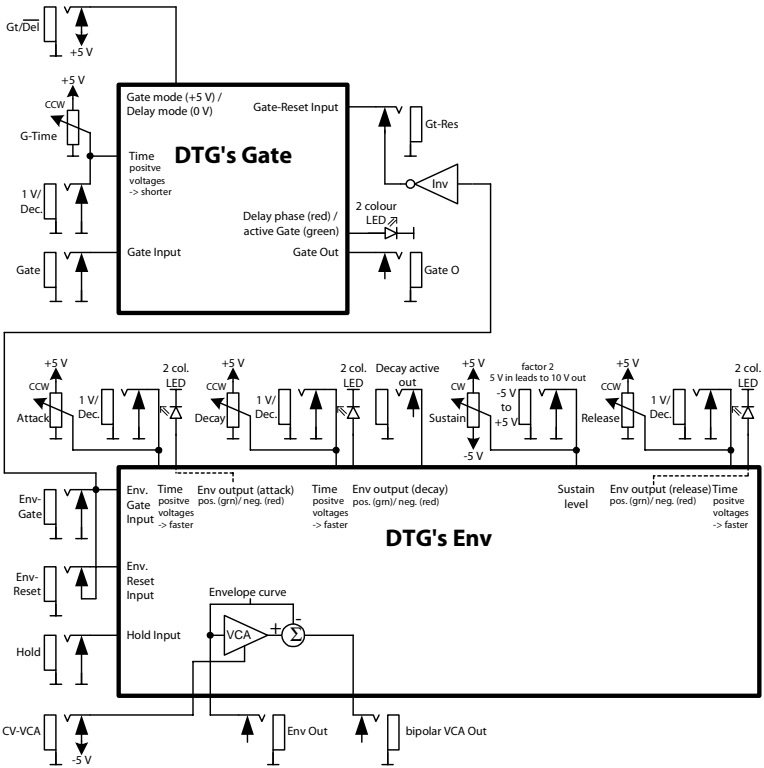 Gt/Del
+5 V
+5 V
CCW
G-Time
1 V/
Dec.
Gate
Gate mode (+5 V) /
Delay mode (0 V)
Gate-Reset Input
Gt-Res
DTG's Gate
Time
positve
voltages
-> shorter
Inv
2 colour
LED
Delay phase (red) /
active Gate (green)
Gate Input
Gate Out
Gate O
+5 V
CCW
Attack
1 V/
Dec.
2 col.
LED
+5 V
CCW
Decay
1 V/
Dec.
2 col.
LED
Decay active
out
+5 V
CW
Sustain
-5 V
factor 2
5 V in leads to 10 V out
-5 V
to
+5 V
+5 V
CCW
Release
1 V/
Dec.
2 col.
LED
Env-
Gate
Env.
Gate
Input
Time
positve
voltages
-> faster
Env output (attack)
pos. (grn)/ neg. (red)
Time
positve
voltages
-> faster
Env output (decay)
pos. (grn)/ neg. (red)
Sustain
level
Env output (release)
pos. (grn)/ neg. (red)
Time
positve
voltages
-> faster
DTG's Env
Env-
Reset
Env.
Reset
Input
Envelope curve
Hold
Hold Input
VCA
+
-
Σ
CV-VCA
-5 V
Env Out
bipolar VCA Out